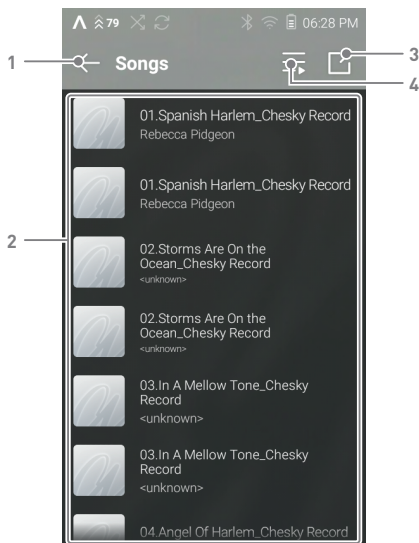 79 06:28 PM
1 Songs 3
4
01.Spanish Harlem_Chesky Record
Rebecca Pidgeon
01.Spanish Harlem_Chesky Record
Rebecca Pidgeon
2
02.Storms Are On the
Ocean_Chesky Record
<unknown>
02.Storms Are On the
Ocean_Chesky Record
<unknown>
03.In A Mellow Tone_Chesky
Record
<unknown>
03.In A Mellow Tone_Chesky
Record
<unknown>
04.Angel Of Harlem_Chesky Record